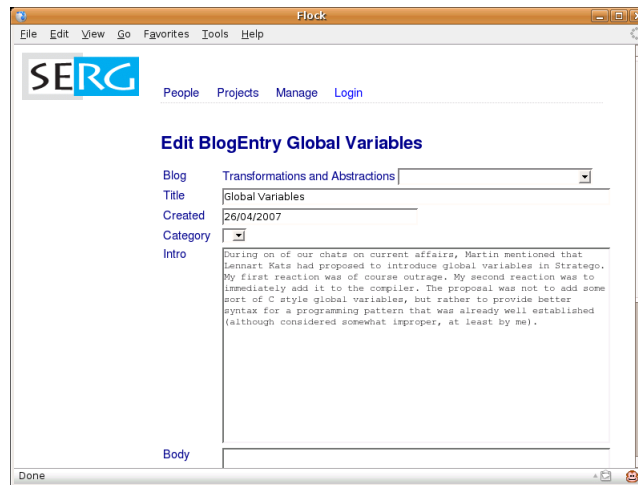 Flock
File Edit View Go Favorites Tools Help
SERG
People Projects Manage Login
Edit BlogEntry Global Variables
Blog Transformations and Abstractions
Title Global Variables
Created 26/04/2007
Category
Intro During on of our chats on current affairs, Martin mentioned that
Lennart Kats had proposed to introduce global variables in Stratego.
My first reaction was of course outrage. My second reaction was to
immediately add it to the compiler. The proposal was not to add some
sort of C style global variables, but rather to provide better
syntax for a programming pattern that was already well established
(although considered somewhat improper, at least by me).
Body
Done